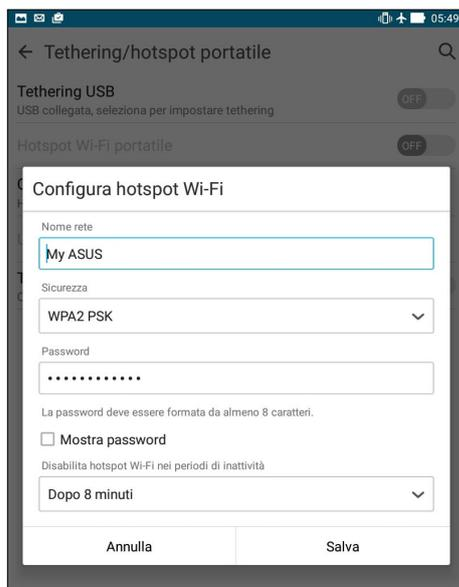 05:49
Tethering/hotspot portatile
Tethering USB
USB collegata, seleziona per impostare tethering
OFF
Hotspot Wi-Fi portatile
OFF
Configura hotspot Wi-Fi
Nome rete
My ASUS
Sicurezza
WPA2 PSK
Password
••••••••••••
La password deve essere formata da almeno 8 caratteri.
Mostra password
Disabilita hotspot Wi-Fi nei periodi di inattività
Dopo 8 minuti
Annulla
Salva